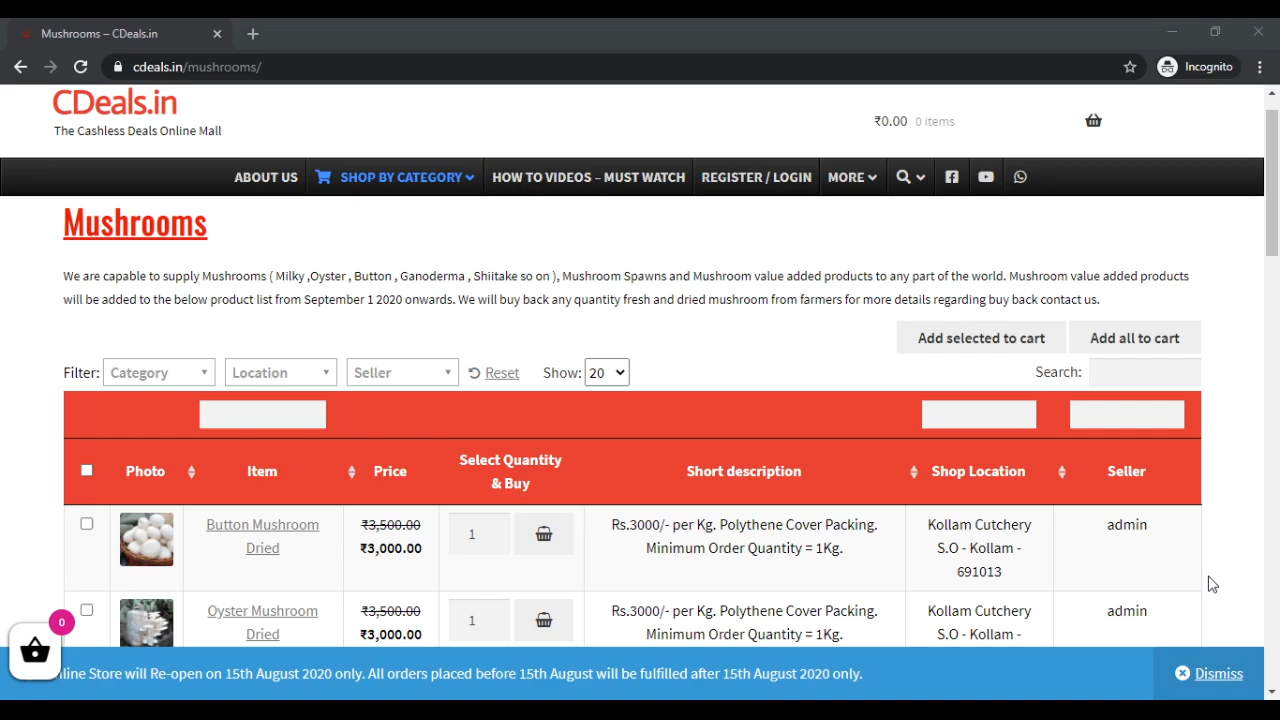 Mushrooms – CDeals.in
cdeals.in/mushrooms/
Incognito
CDeals.in
The Cashless Deals Online Mall
₹0.00 0 items
ABOUT US SHOP BY CATEGORY HOW TO VIDEOS – MUST WATCH REGISTER / LOGIN MORE
Mushrooms
We are capable to supply Mushrooms ( Milky ,Oyster , Button , Ganoderma , Shiitake so on ), Mushroom Spawns and Mushroom value added products to any part of the world. Mushroom value added products
will be added to the below product list from September 1 2020 onwards. We will buy back any quantity fresh and dried mushroom from farmers for more details regarding buy back contact us.
Add selected to cart Add all to cart
Filter: Category Location Seller Reset Show: 20 Search:
Photo Item Price Select Quantity & Buy Short description Shop Location Seller
Button Mushroom Dried
₹3,500.00
₹3,000.00
1
Rs.3000/- per Kg. Polythene Cover Packing.
Minimum Order Quantity = 1Kg.
Kollam Cutchery
S.O - Kollam -
691013
admin
Oyster Mushroom
Dried
₹3,500.00
₹3,000.00
1
Rs.3000/- per Kg. Polythene Cover Packing.
Minimum Order Quantity = 1Kg.
Kollam Cutchery
S.O - Kollam -
admin
0
Store will Re-open on 15th August 2020 only. All orders placed before 15th August will be fulfilled after 15th August 2020 only.
Dismiss